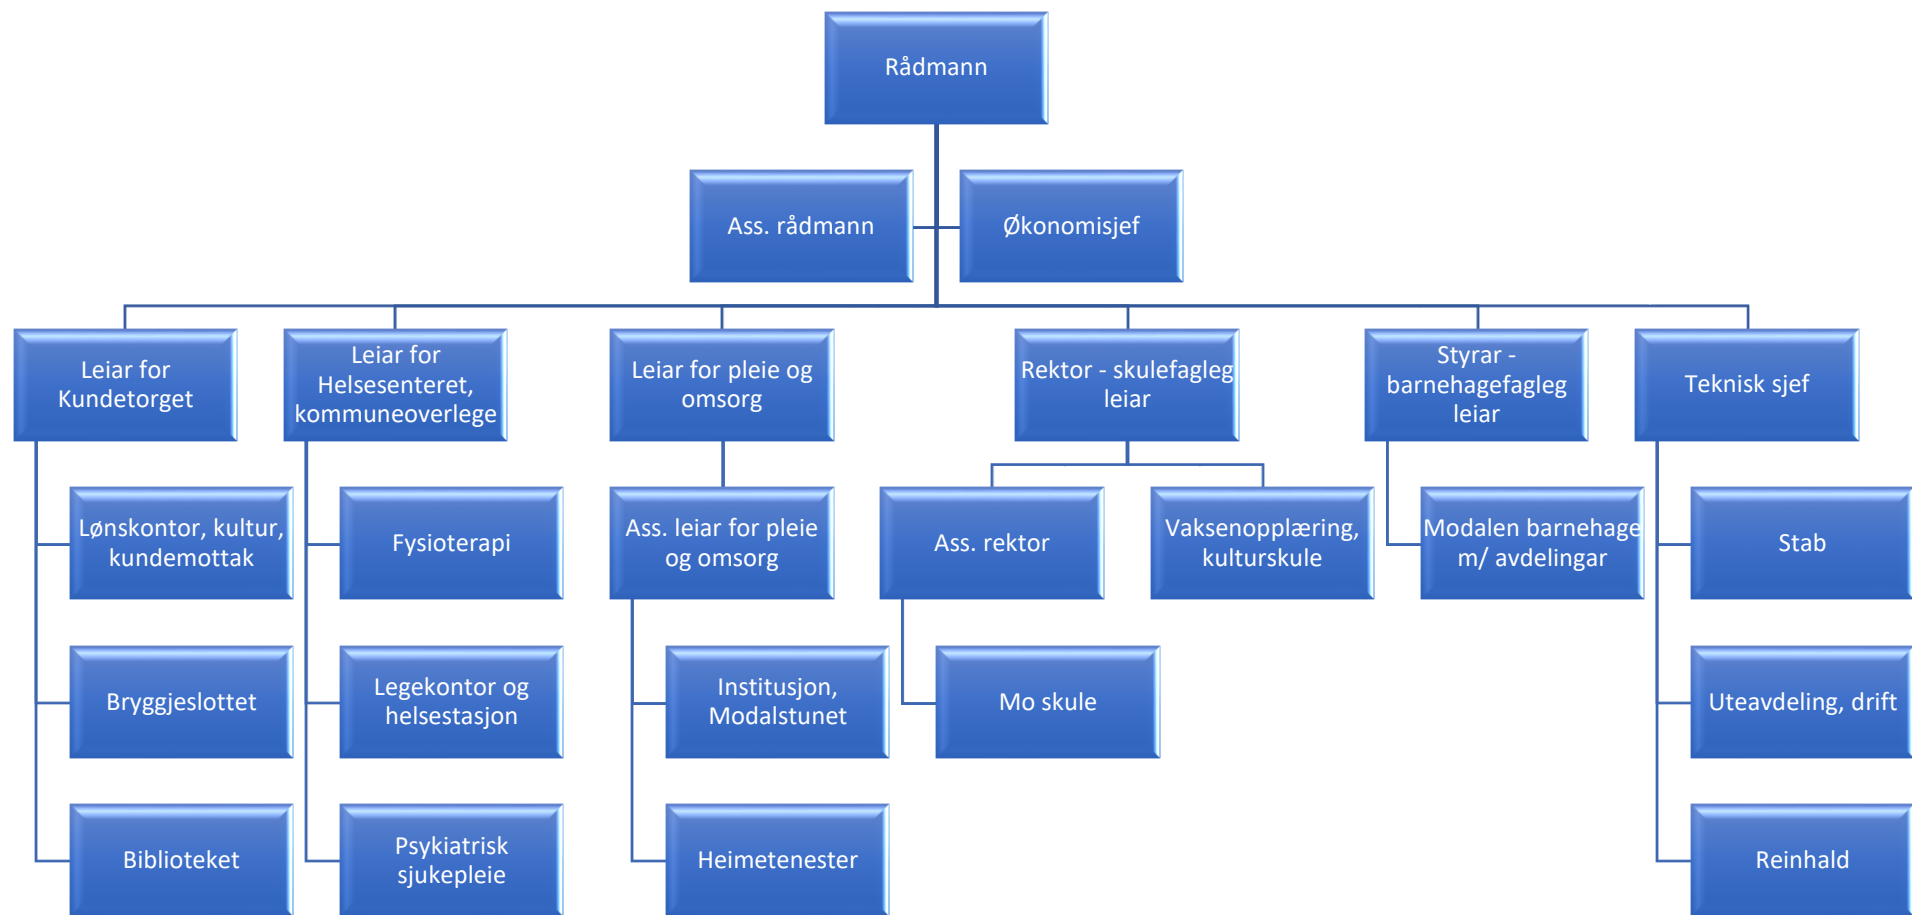 Rådmann
Ass. rådmann
Økonomisjef
Leiar for
Kundetorget
Leiar for
Helsesenteret,
kommuneoverlege
Leiar for pleie og
omsorg
Rektor - skulefagleg
leiar
Styrar -
barnehagefagleg
leiar
Teknisk sjef
Lønskontor, kultur,
kundemottak
Fysioterapi
Ass. leiar for pleie
og omsorg
Ass. rektor
Vaksenopplæring,
kulturskule
Modalen barnehage
m/ avdelingar
Stab
Bryggjeslottet
Legekontor og
helsestasjon
Institusjon,
Modalstunet
Mo skule
Uteavdeling, drift
Biblioteket
Psykiatrisk
sjukepleie
Heimetenester
Reinhald